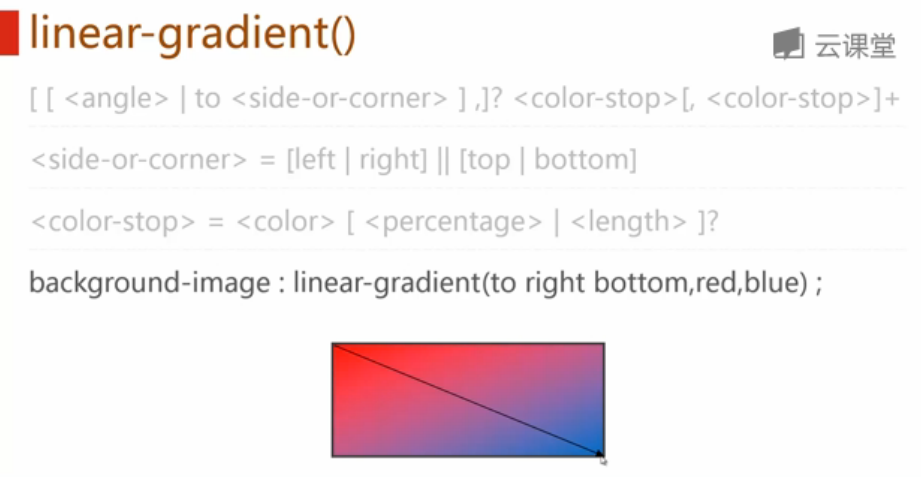 linear-gradient()
云课堂
[ [ <angle> | to <side-or-corner> ] ,]? <color-stop>[, <color-stop>]+
<side-or-corner> = [left | right] || [top | bottom]
<color-stop> = <color> [ <percentage> | <length> ]?
background-image : linear-gradient(to right bottom,red,blue) ;